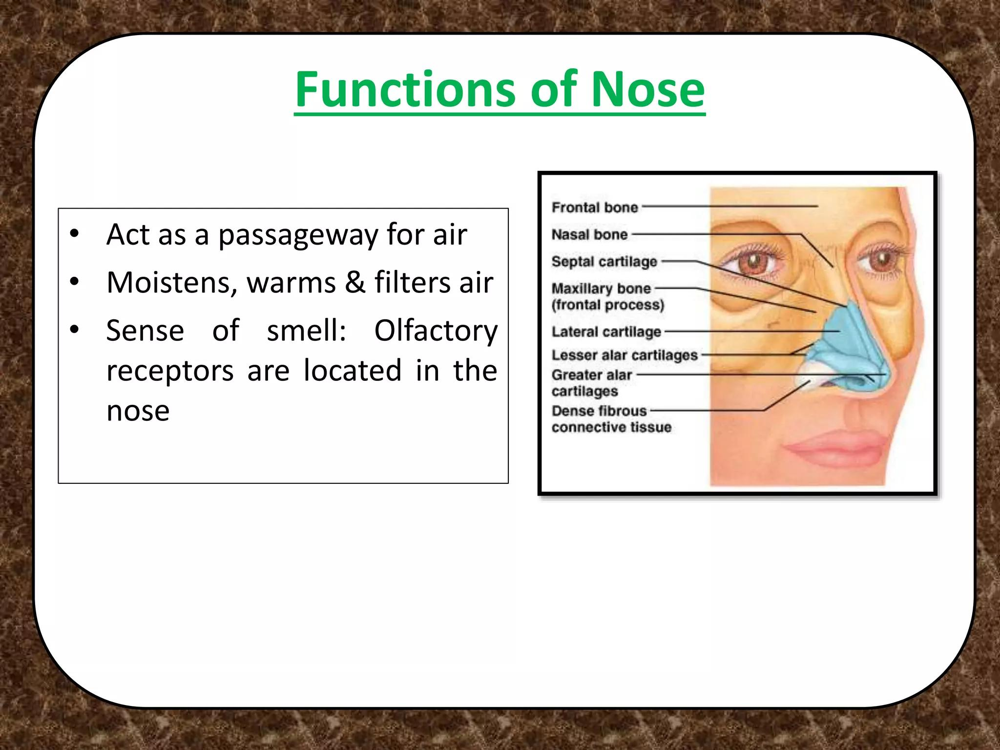 Functions of Nose
• Act as a passageway for air
• Moistens, warms & filters air
• Sense of smell: Olfactory
receptors are located in the
nose
Frontal bone
Nasal bone
Septal cartilage
Maxillary bone
(frontal process)
Lateral cartilage
Lesser alar cartilages
Greater alar
cartilages
Dense fibrous
connective tissue